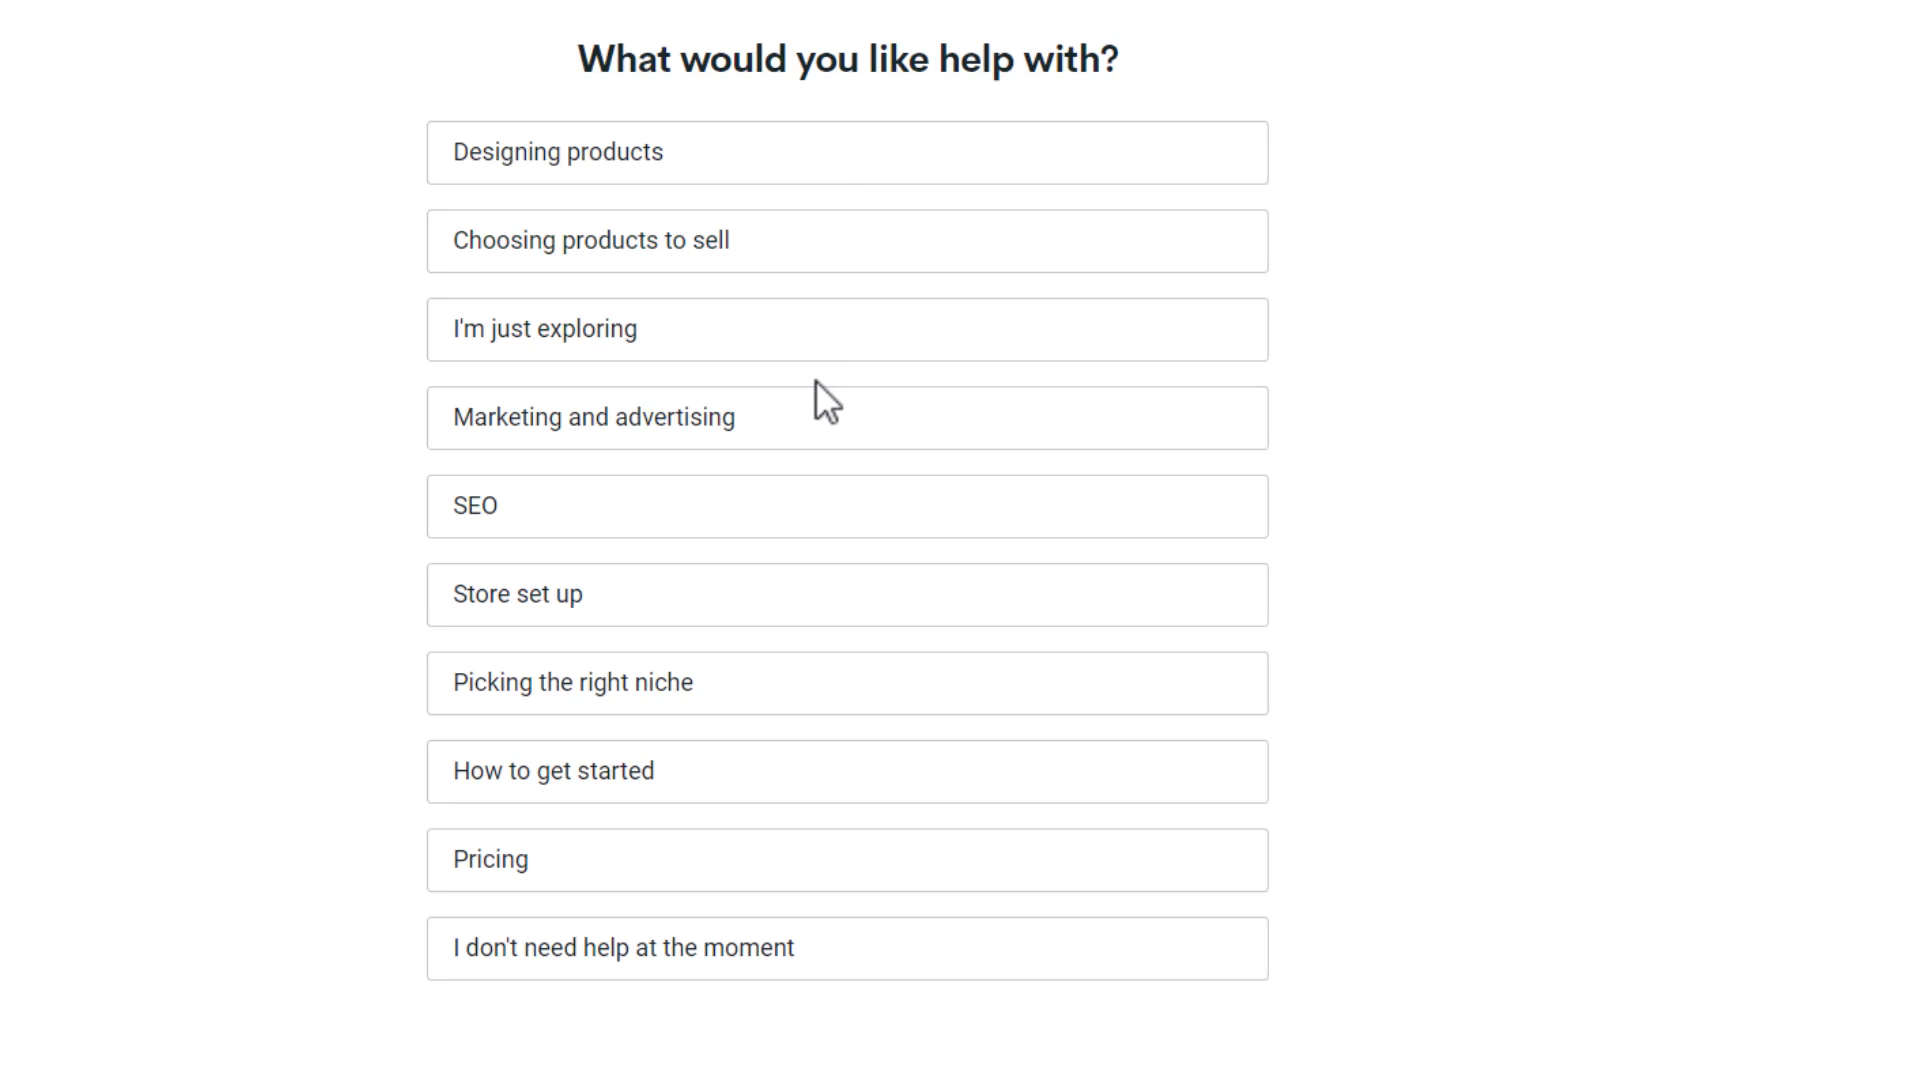 What would you like help with?
Designing products
Choosing products to sell
I'm just exploring
Marketing and advertising
SEO
Store set up
Picking the right niche
How to get started
Pricing
I don't need help at the moment